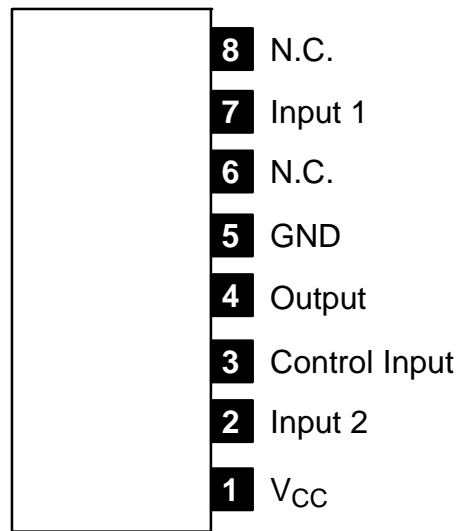 8 N.C.
7 Input 1
6 N.C.
5 GND
4 Output
3 Control Input
2 Input 2
1 VCC